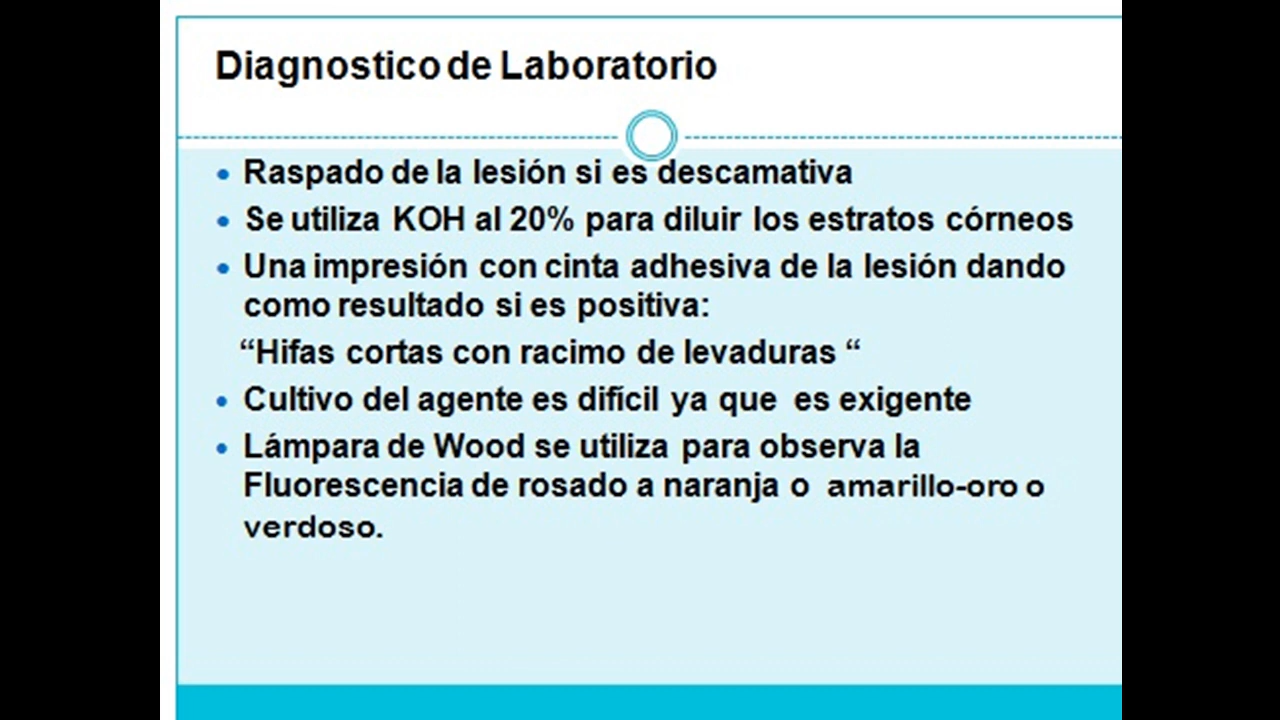 Diagnostico de Laboratorio
• Raspado de la lesión si es descamativa
• Se utiliza KOH al 20% para diluir los estratos córneos
• Una impresión con cinta adhesiva de la lesión dando
como resultado si es positiva:
“Hifas cortas con racimo de levaduras “
• Cultivo del agente es difícil ya que es exigente
• Lámpara de Wood se utiliza para observa la
Fluorescencia de rosado a naranja o amarillo-oro o
verdoso.